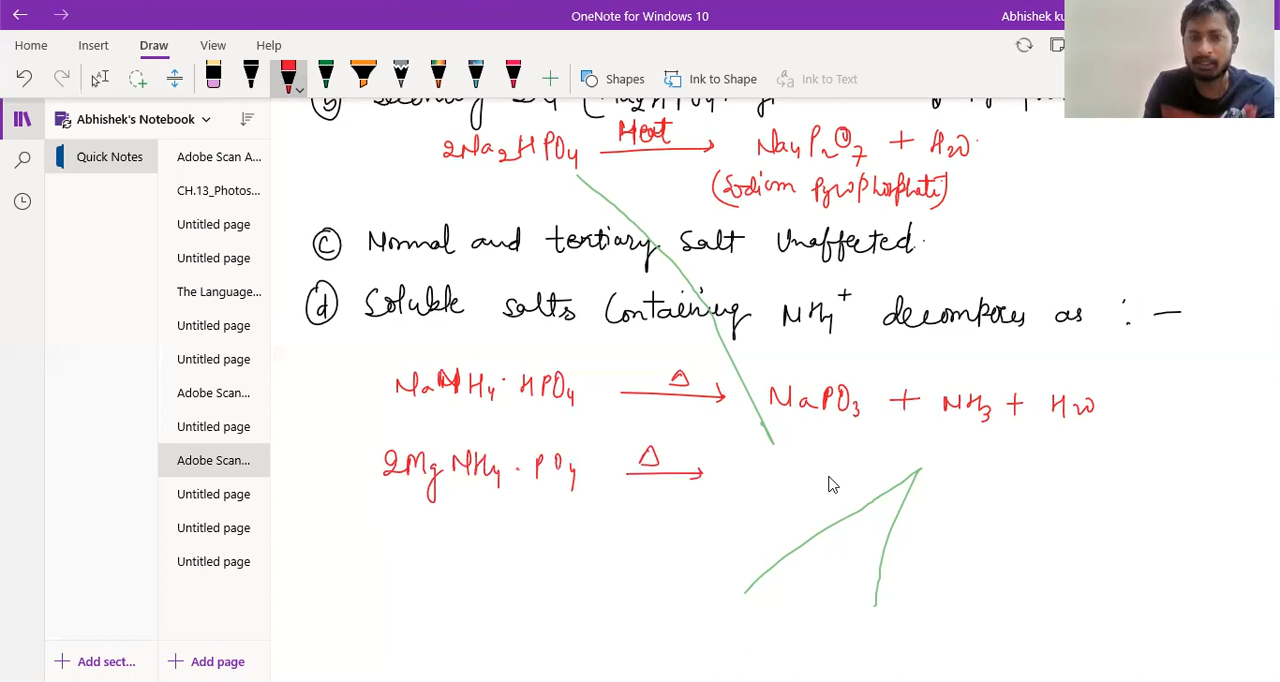 OneNote for Windows 10
Abhishek ku
Home Insert Draw View Help
Shapes Ink to Shape Ink to Text
Abhishek's Notebook
Quick Notes
Adobe Scan A...
CH.13_Photos...
Untitled page
Untitled page
The Language...
Untitled page
Untitled page
Adobe Scan...
Untitled page
Adobe Scan...
Untitled page
Untitled page
Untitled page
Add sect... Add page
2Na2HPO4 Heat → Na4P2O7 + H2O
(Sodium Pyrophosphate)
(c) Normal and tertiary salt unaffected.
(d) Soluble salts containing NH4+ decomposes as :-
NaNH4·HPO4 Δ → NaPO3 + NH3 + H2O
2MgNH4·PO4 Δ →